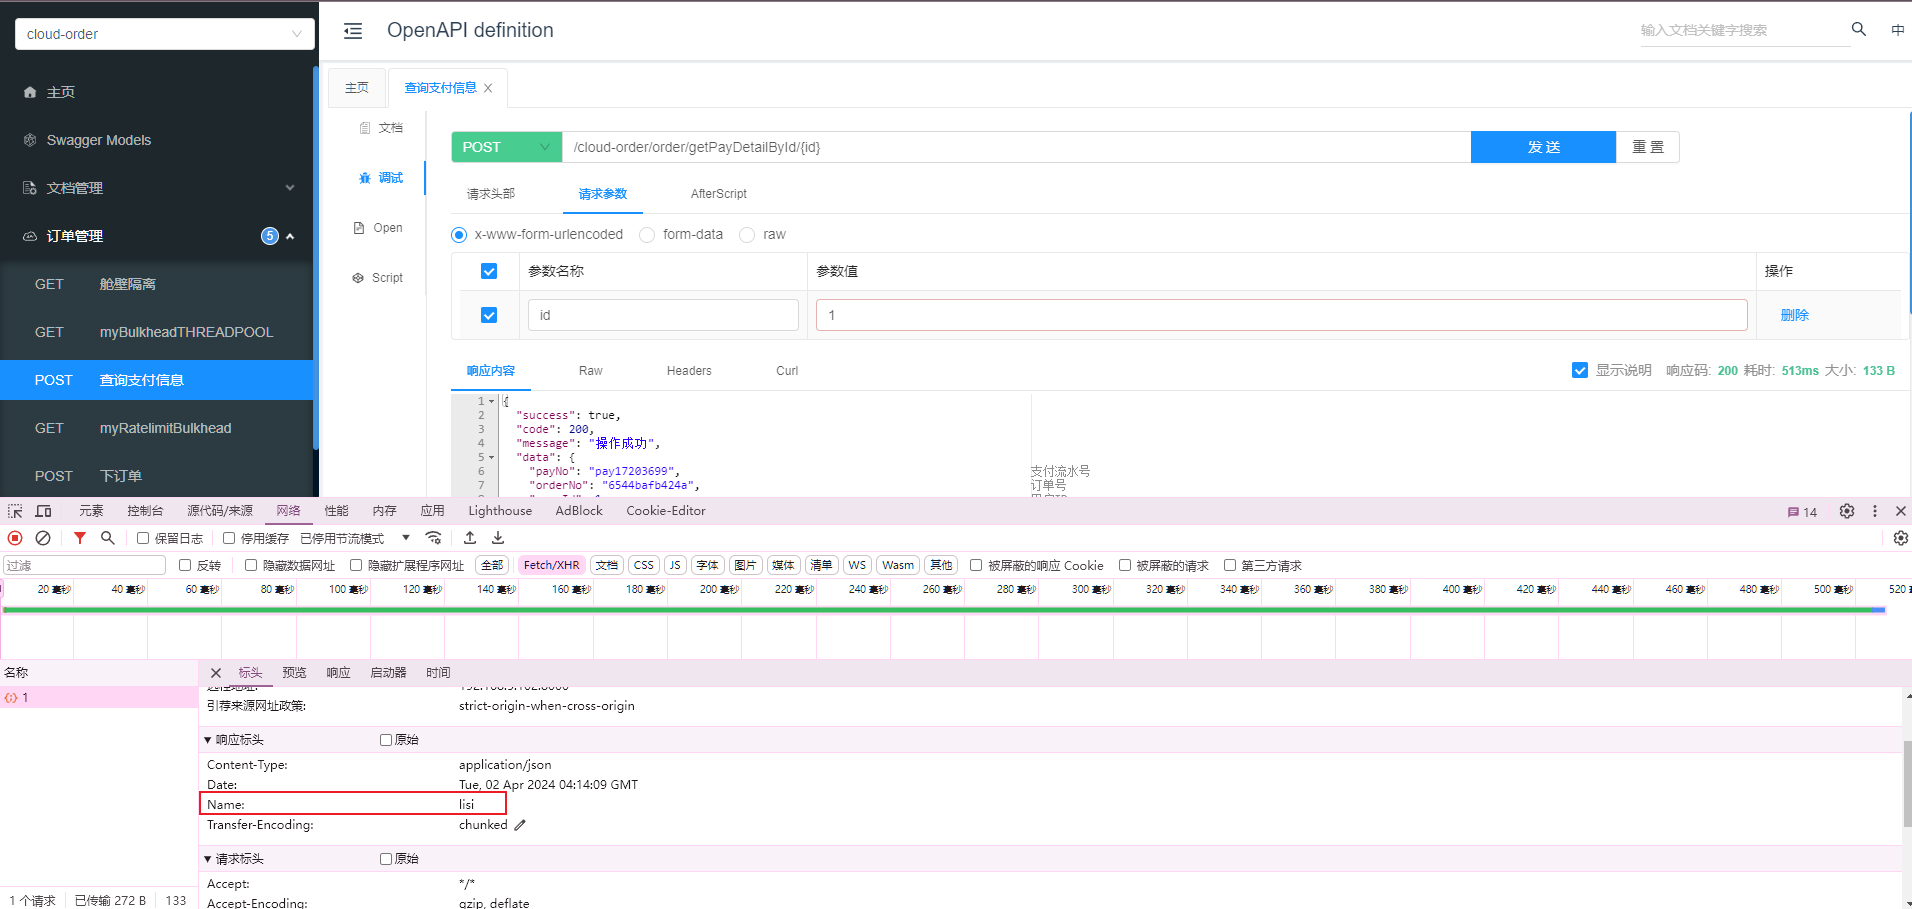 cloud-order
OpenAPI definition
输入文档关键字搜索
中
主页
Swagger Models
文档管理
订单管理
5
GET 舱壁隔离
GET myBulkheadTHREADPOOL
POST 查询支付信息
GET myRatelimitBulkhead
POST 下订单
主页
查询支付信息
文档
调试
Open
Script
POST
/cloud-order/order/getPayDetailById/{id}
发 送
重 置
请求头部
请求参数
AfterScript
x-www-form-urlencoded
form-data
raw
参数名称
参数值
操作
id
1
删除
响应内容
Raw
Headers
Curl
显示说明
响应码: 200 耗时: 513ms 大小: 133 B
1 {
2 "success": true,
3 "code": 200,
4 "message": "操作成功",
5 "data": {
6 "payNo": "pay17203699", 支付流水号
7 "orderNo": "6544bafb424a", 订单号
元素
控制台
源代码/来源
网络
性能
内存
应用
Lighthouse
AdBlock
Cookie-Editor
14
保留日志
停用缓存
已停用节流模式
过滤
反转
隐藏数据网址
隐藏扩展程序网址
全部
Fetch/XHR
文档
CSS
JS
字体
图片
媒体
清单
WS
Wasm
其他
被屏蔽的响应 Cookie
被屏蔽的请求
第三方请求
20 毫秒
40 毫秒
60 毫秒
80 毫秒
100 毫秒
120 毫秒
140 毫秒
160 毫秒
180 毫秒
200 毫秒
220 毫秒
240 毫秒
260 毫秒
280 毫秒
300 毫秒
320 毫秒
340 毫秒
360 毫秒
380 毫秒
400 毫秒
420 毫秒
440 毫秒
460 毫秒
480 毫秒
500 毫秒
520
名称
标头
预览
响应
启动器
时间
1
引荐来源网址政策: strict-origin-when-cross-origin
响应标头
原始
Content-Type: application/json
Date: Tue, 02 Apr 2024 04:14:09 GMT
Name: lisi
Transfer-Encoding: chunked
请求标头
原始
Accept: */*
Accept-Encoding: gzip, deflate
1 个请求
已传输 272 B
133